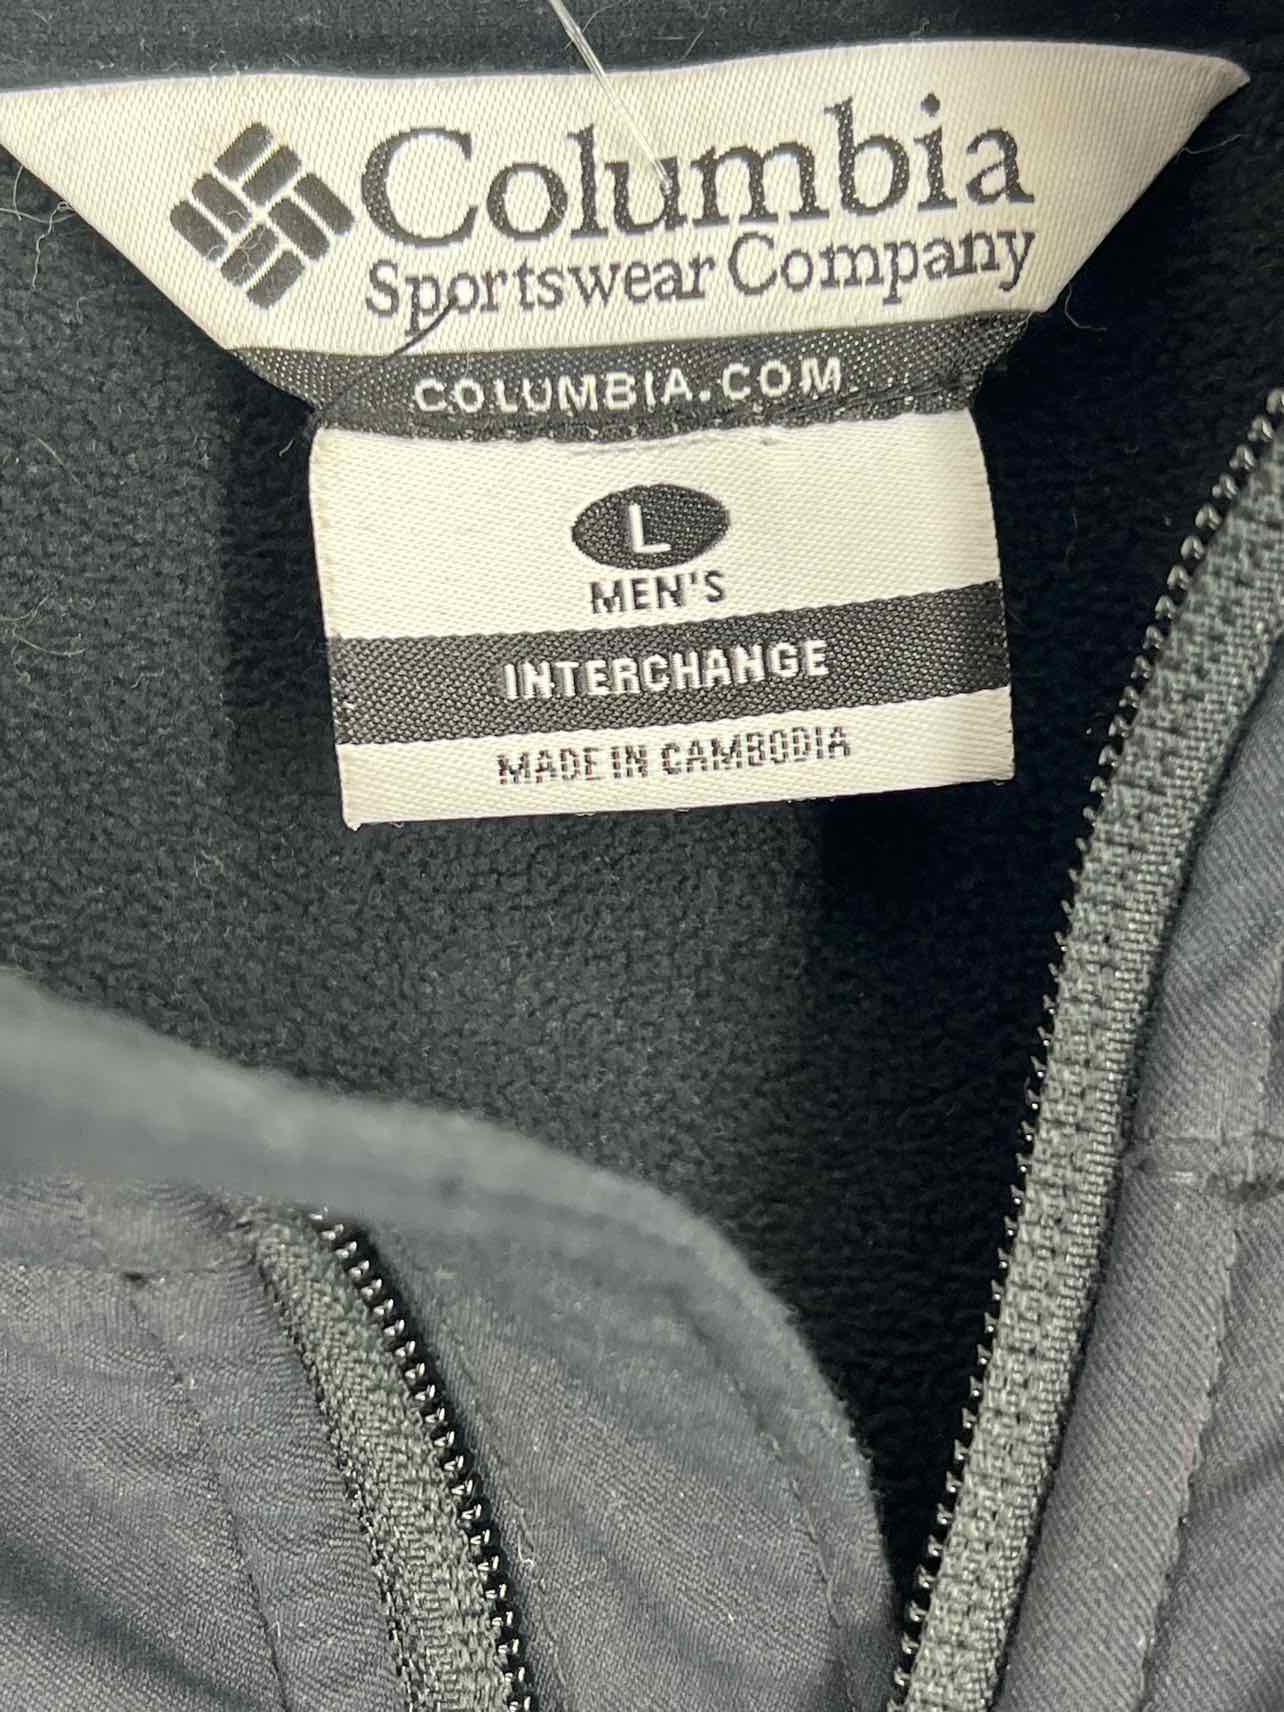 Columbia
Sportswear Company
COLUMBIA.COM
L
MEN'S
INTERCHANGE
MADE IN CAMBODIA